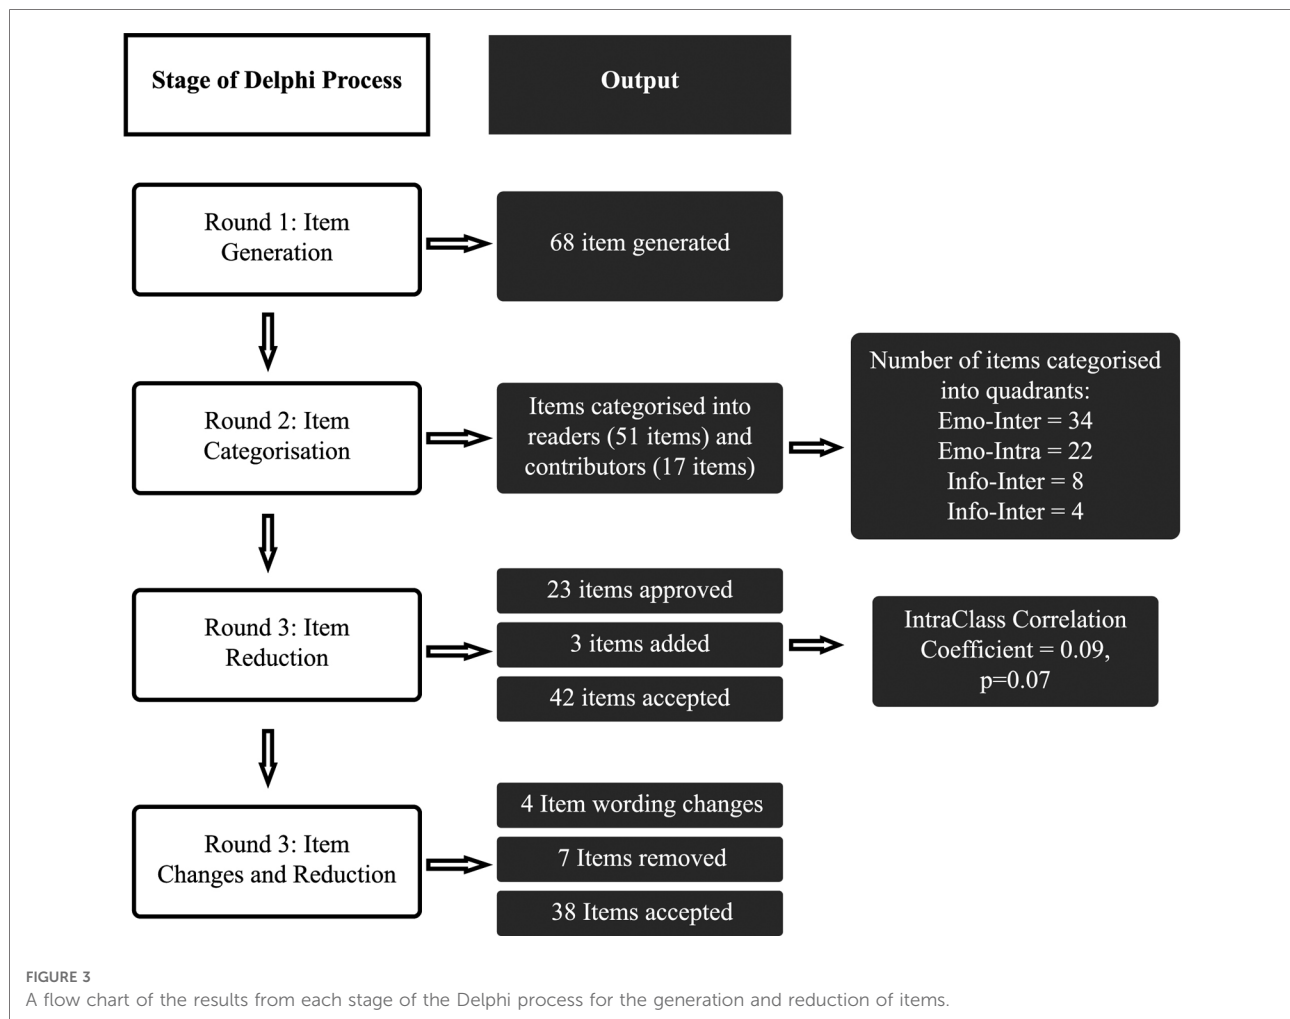 Stage of Delphi Process
Output
Round 1: Item
Generation
68 item generated
Round 2: Item
Categorisation
Items categorised into
readers (51 items) and
contributors (17 items)
Number of items categorised
into quadrants:
Emo-Inter = 34
Emo-Intra = 22
Info-Inter = 8
Info-Inter = 4
Round 3: Item
Reduction
23 items approved
3 items added
42 items accepted
IntraClass Correlation
Coefficient = 0.09,
p=0.07
Round 3: Item
Changes and Reduction
4 Item wording changes
7 Items removed
38 Items accepted
FIGURE 3
A flow chart of the results from each stage of the Delphi process for the generation and reduction of items.